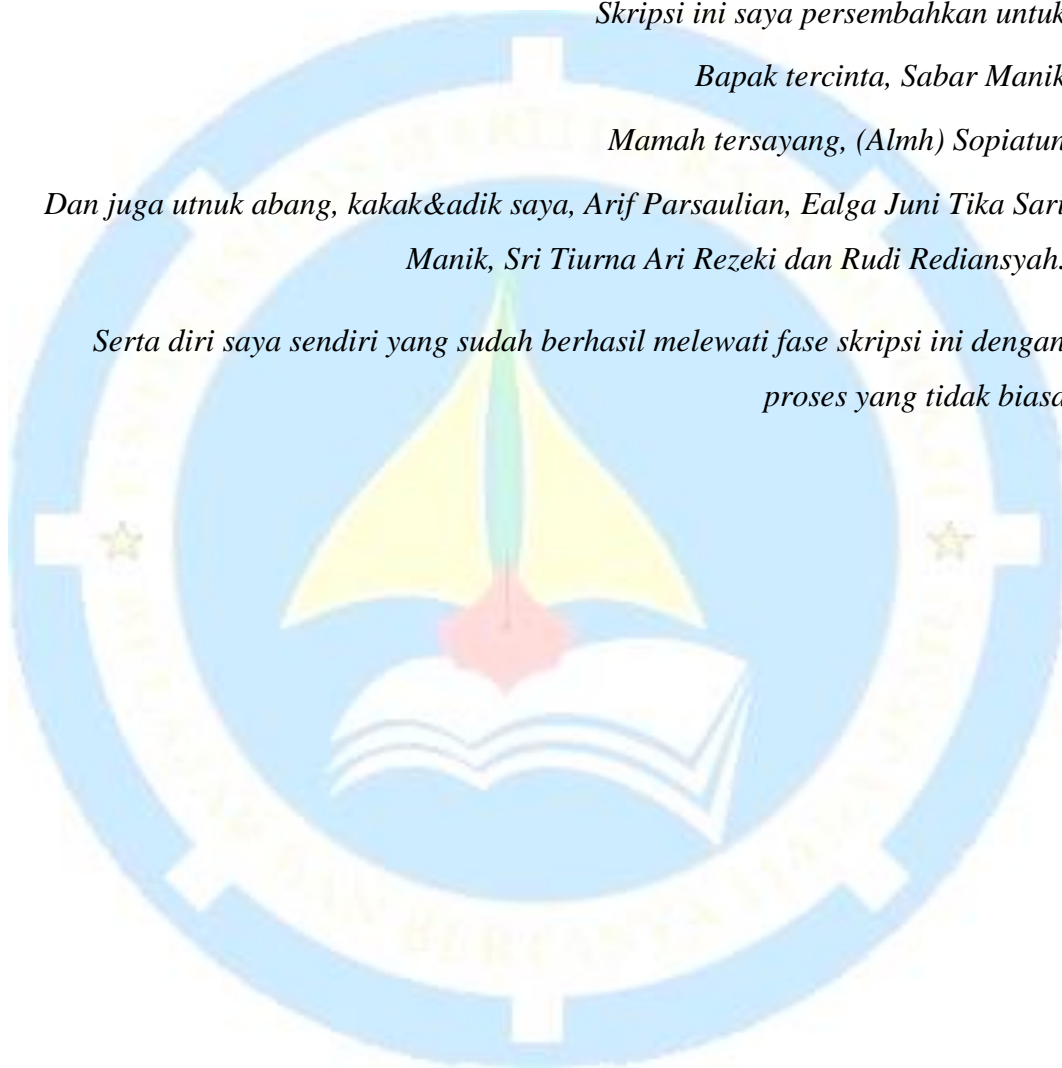 Skripsi ini saya persembahkan untuk
Bapak tercinta, Sabar Manik
Mamah tersayang, (Almh) Sopiatun
Dan juga utnuk abang, kakak&adik saya, Arif Parsaulian, Ealga Juni Tika Sari
Manik, Sri Tiurna Ari Rezeki dan Rudi Rediansyah.
Serta diri saya sendiri yang sudah berhasil melewati fase skripsi ini dengan
proses yang tidak biasa